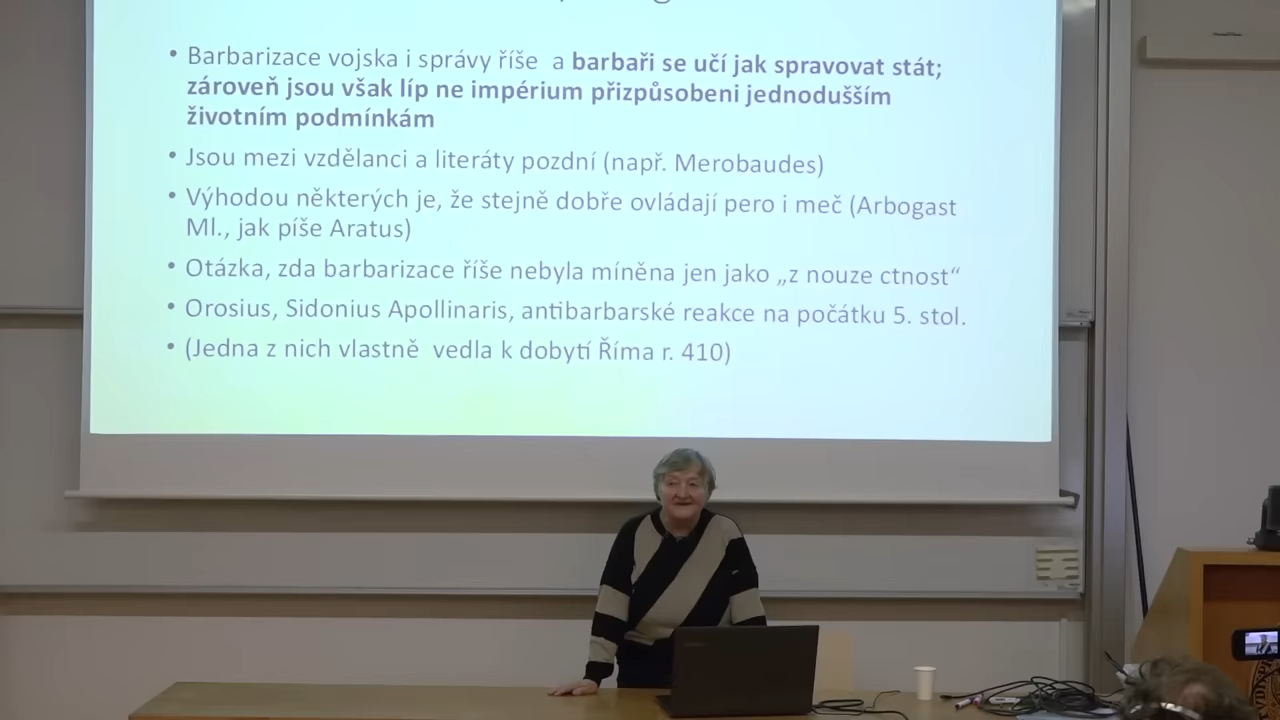 • Barbarizace vojska i správy říše a barbaři se učí jak spravovat stát;
zároveň jsou však líp ne impérium přizpůsobeni jednodušším
životním podmínkám
• Jsou mezi vzdělanci a literáty pozdní (např. Merobaudes)
• Výhodou některých je, že stejně dobře ovládají pero i meč (Arbogast
Ml., jak píše Aratus)
• Otázka, zda barbarizace říše nebyla míněna jen jako „z nouze ctnost“
• Orosius, Sidonius Apollinaris, antibarbarské reakce na počátku 5. stol.
• (Jedna z nich vlastně vedla k dobytí Říma r. 410)